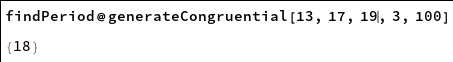 findPeriod@generateCongruential[13, 17, 19, 3, 100]
{18}